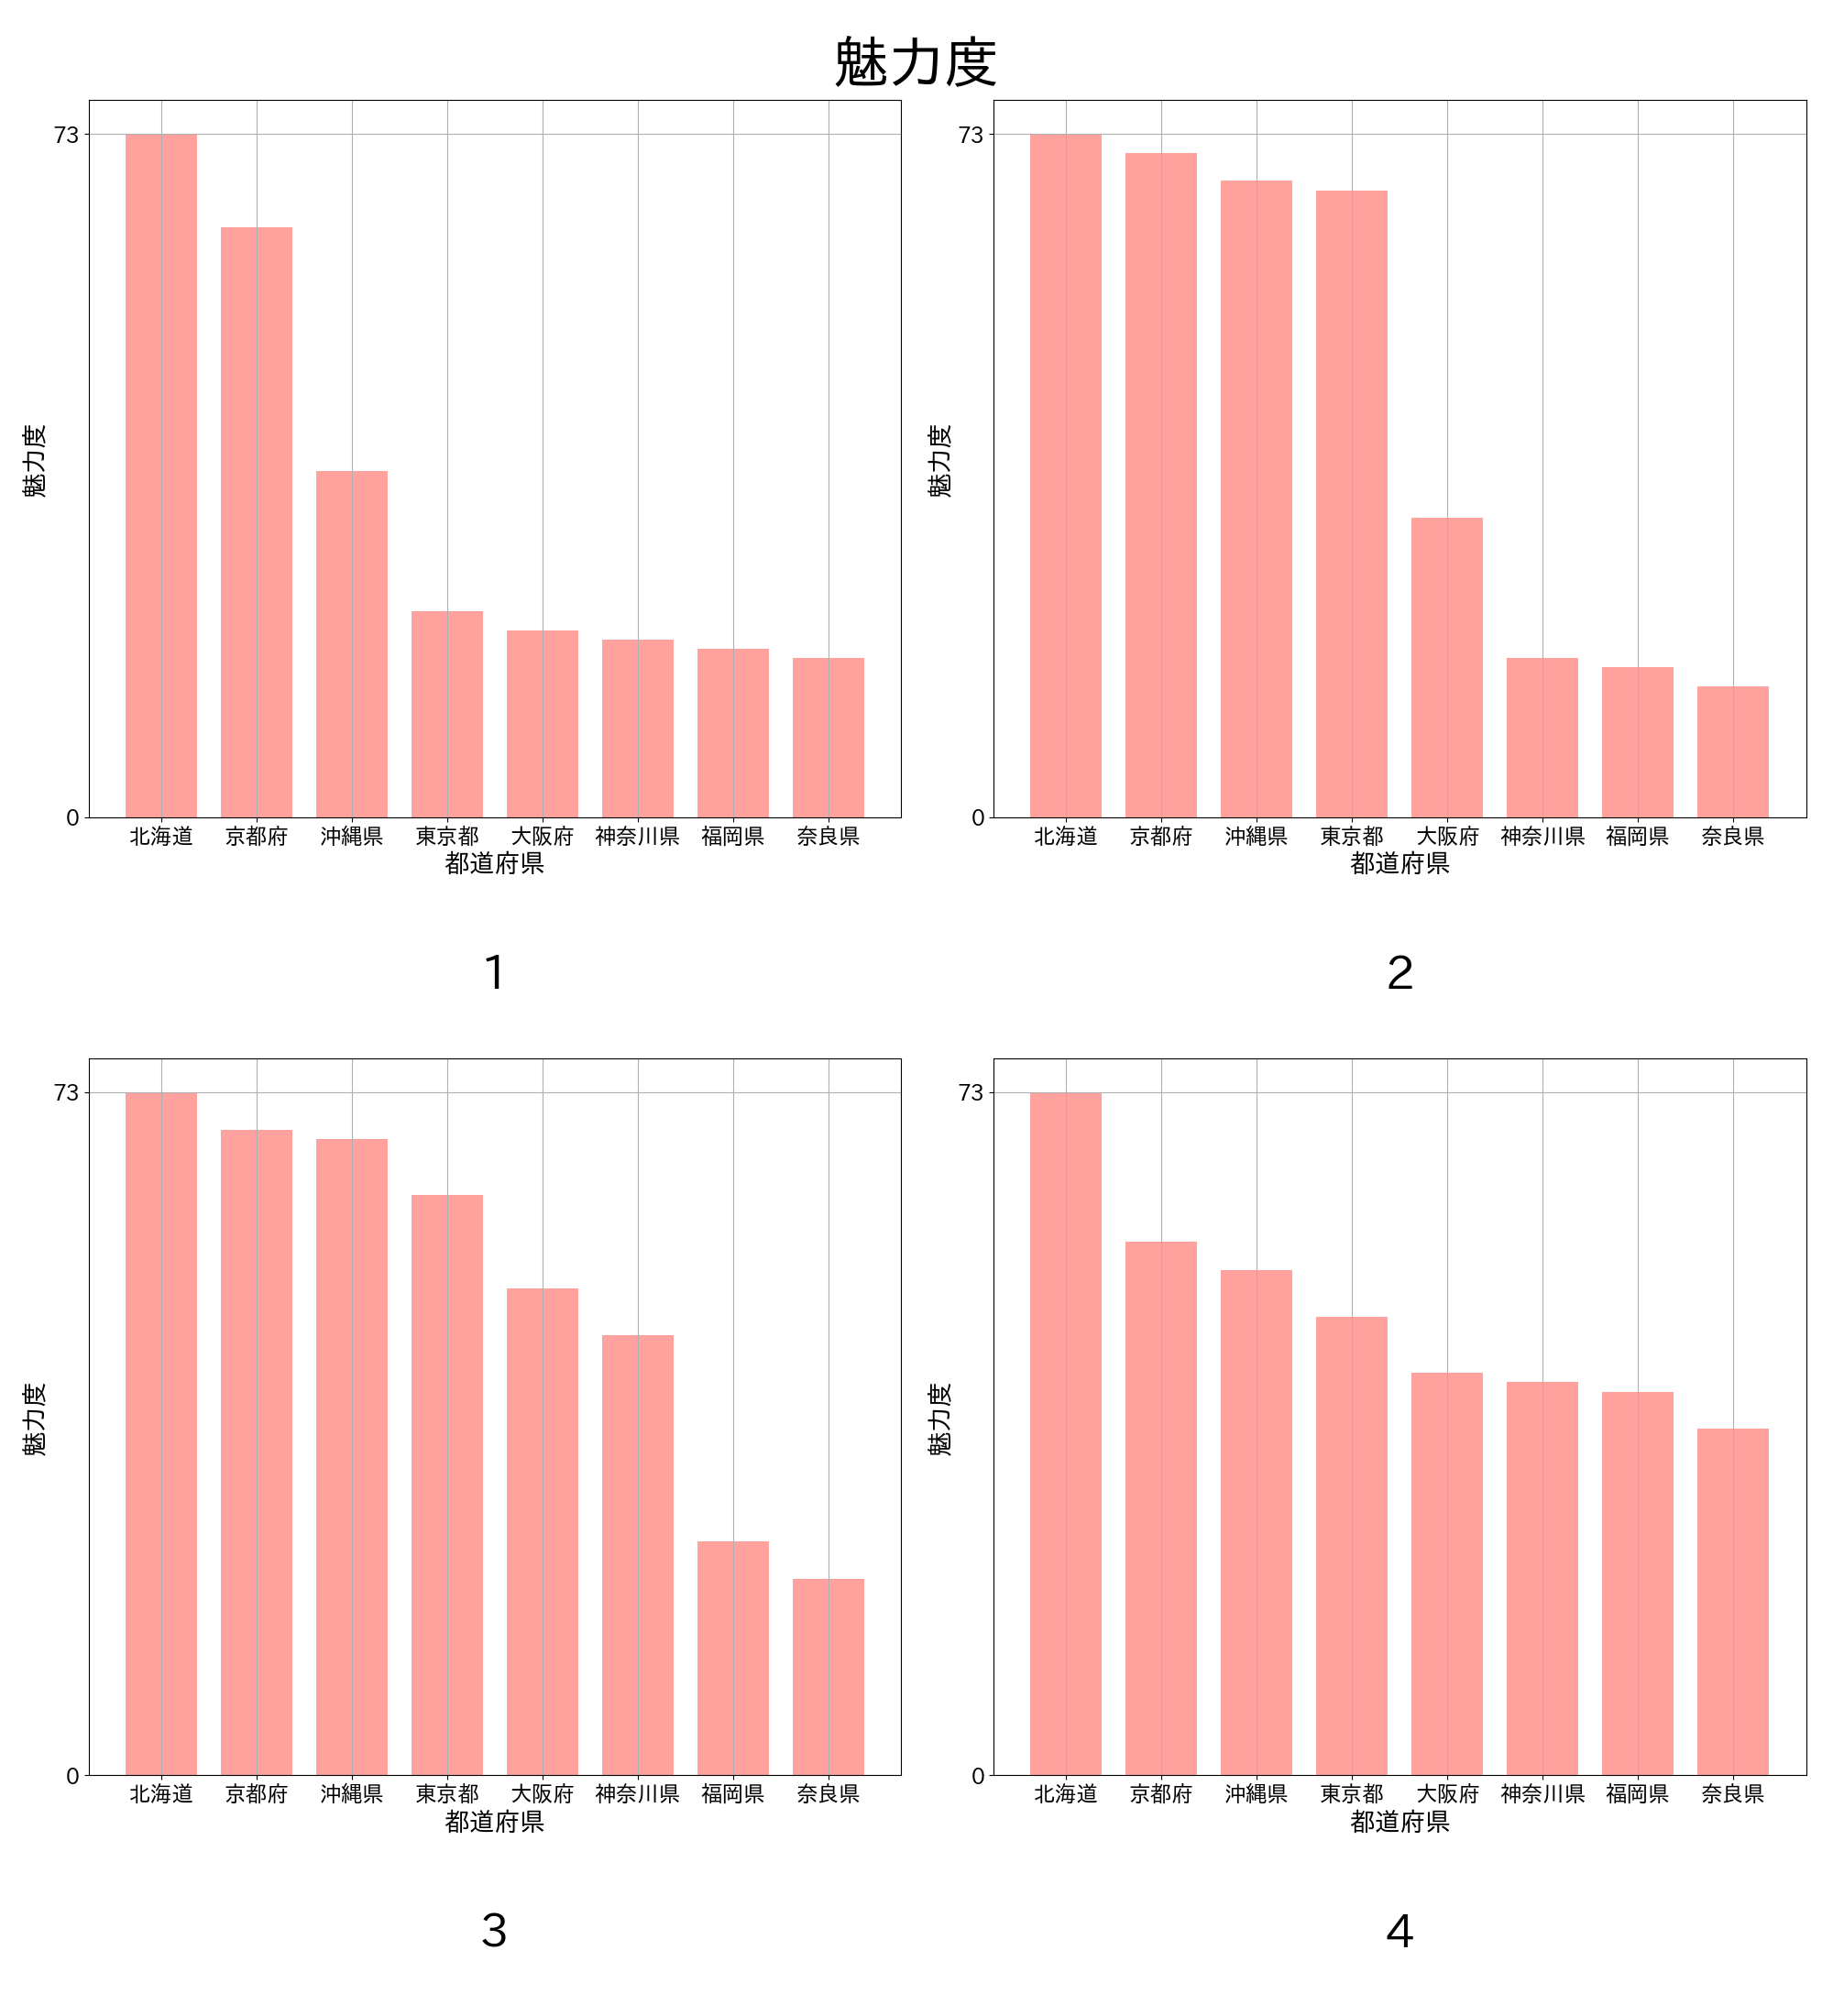 魅力度
73
0
魅力度
北海道 京都府 沖縄県 東京都 大阪府 神奈川県 福岡県 奈良県
都道府県
1
73
0
魅力度
北海道 京都府 沖縄県 東京都 大阪府 神奈川県 福岡県 奈良県
都道府県
2
73
0
魅力度
北海道 京都府 沖縄県 東京都 大阪府 神奈川県 福岡県 奈良県
都道府県
3
73
0
魅力度
北海道 京都府 沖縄県 東京都 大阪府 神奈川県 福岡県 奈良県
都道府県
4